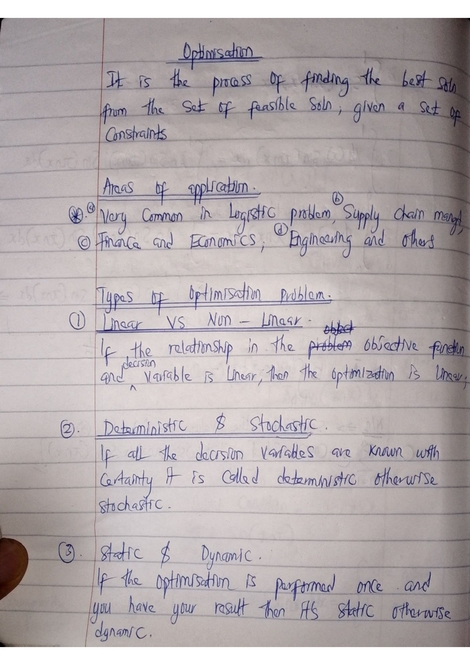 Optimisation
It is the process of finding the best soln
from the set of feasible soln, given a set of
constraints
Areas of application.
(a) Very Common in Logistic problem, (b) Supply chain mangt,
(c) Finance and Economics, (d) Engineering and others
Types of Optimisation Problem.
(1) Linear VS Non - Linear.
If the relationship in the objective function
and decision variable is linear, then the optimization is linear,
(2). Deterministic & Stochastic.
If all the decision variables are known with
certainty it is called deterministic otherwise
stochastic.
(3) Static & Dynamic.
If the optimisation is performed once and
you have your result then its static otherwise
dynamic.